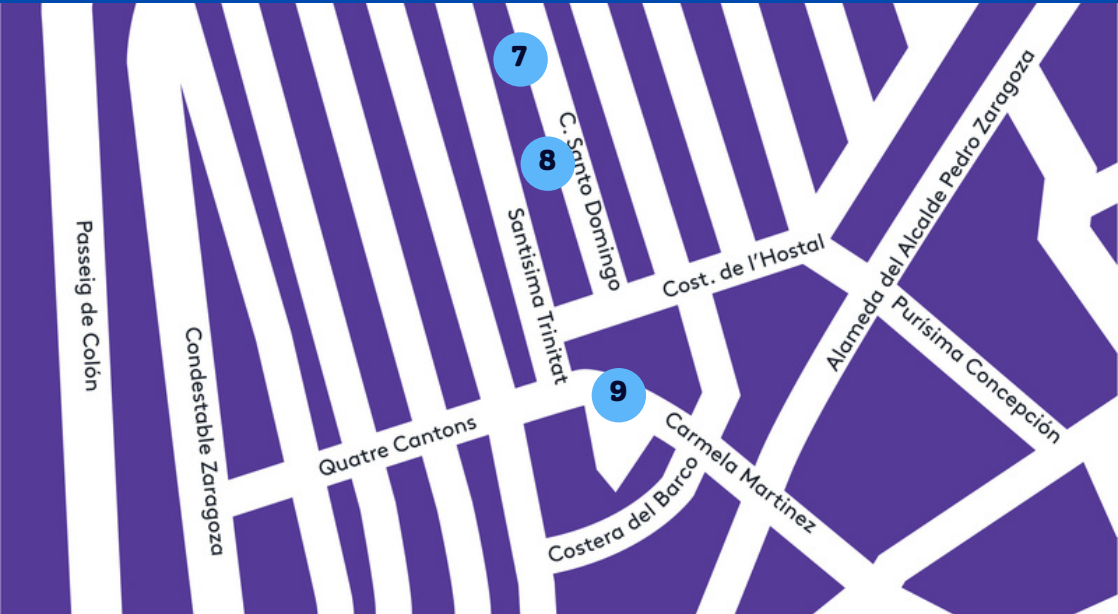 7
8
C. Santo Domingo
Santisima Trinitat
Cost. de l'Hostal
Alameda del Alcalde Pedro Zaragoza
Purísima Concepción
Passeig de Colón
Condestable Zaragoza
Quatre Cantons
9
Carmela Martinez
Costera del Barco